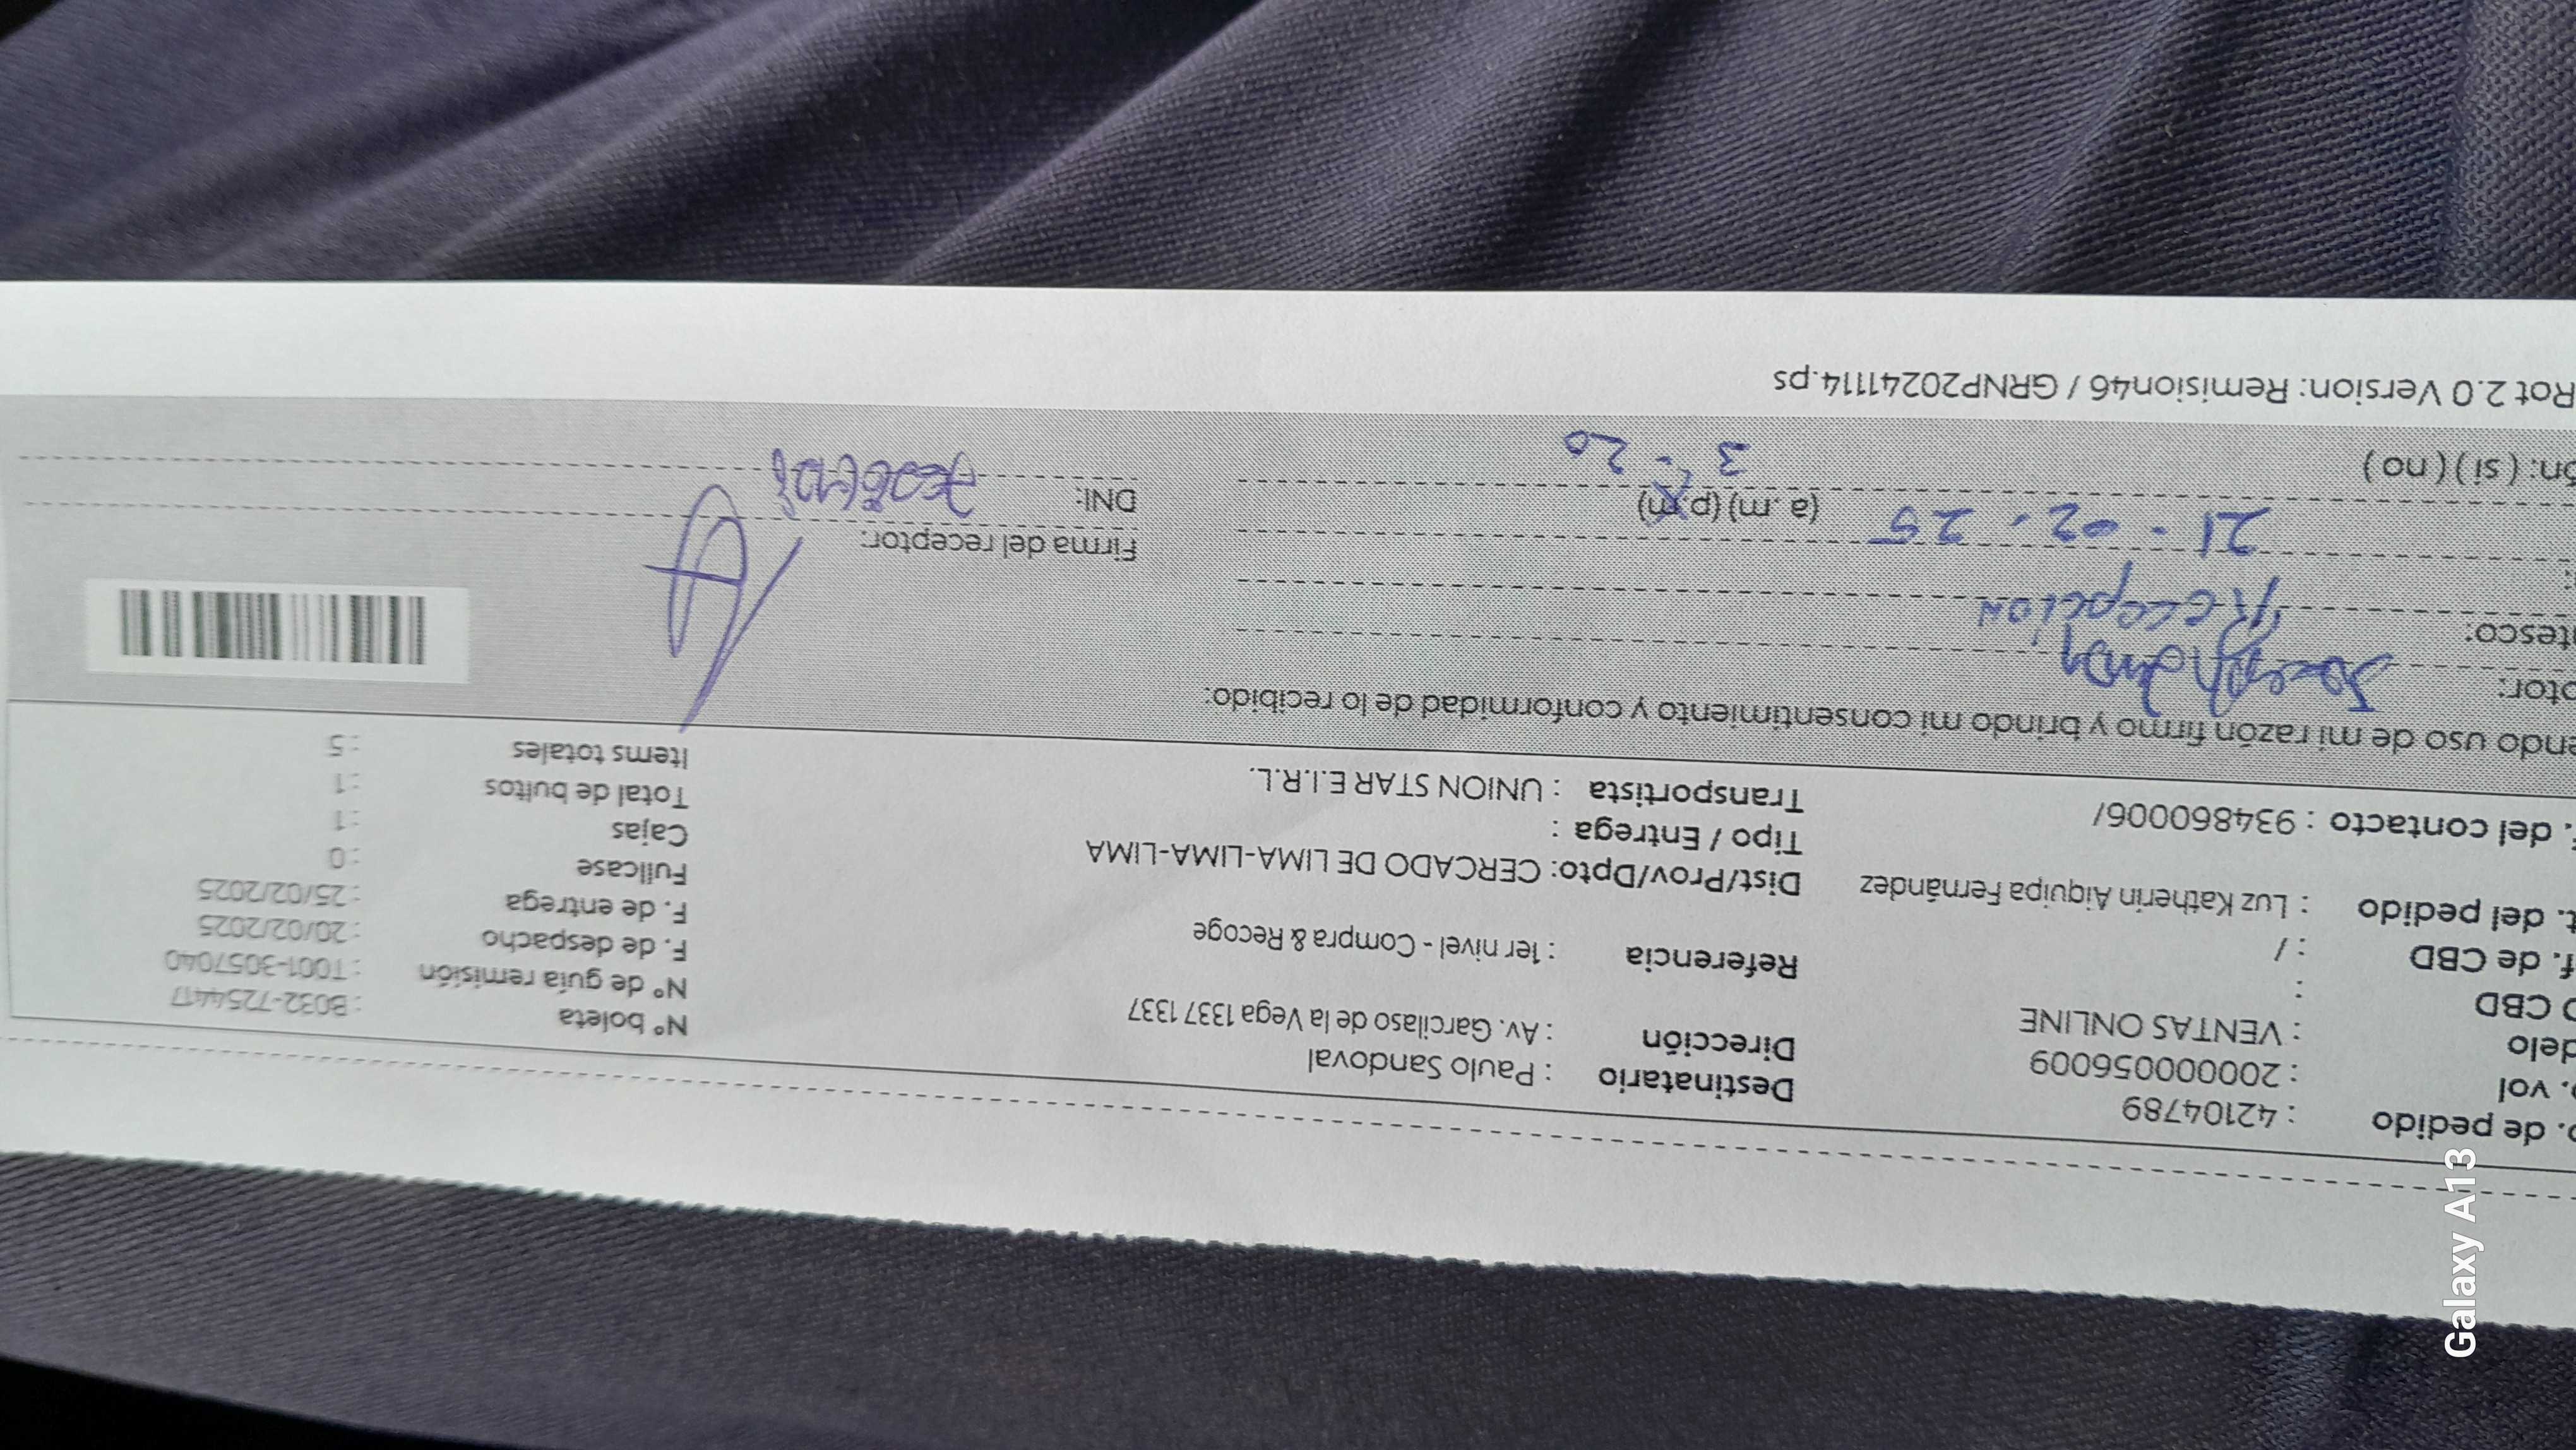 . de pedido : 42104789
. vol : 20000056009
delo : VENTAS ONLINE
CBD :
f. de CBD : /
t. del pedido : Luz Katherin Aiquipa Fernández
. del contacto : 934860006/
Destinatario : Paulo Sandoval
Dirección : Av. Garcilaso de la Vega 1337 1337
Referencia : 1er nivel - Compra & Recoge
Dist/Prov/Dpto: CERCADO DE LIMA-LIMA-LIMA
Tipo / Entrega :
Transportista : UNION STAR E.I.R.L.
N° boleta : B032-7254417
N° de guía remisión : T001-3057040
F. de despacho : 20/02/2025
F. de entrega : 25/02/2025
Fullcase : 0
Cajas : 1
Total de bultos : 1
Items totales : 5
endo uso de mi razón firmo y brindo mi consentimiento y conformidad de lo recibido:
ptor:
ntesco: Recepcion
: 21 - 02 . 25 (a .m) (p.m) 3 : 20
ón: ( si ) ( no )
Firma del receptor:
DNI:
Rot 2.0 Version: Remision46 / GRNP20241114.ps
Galaxy A13